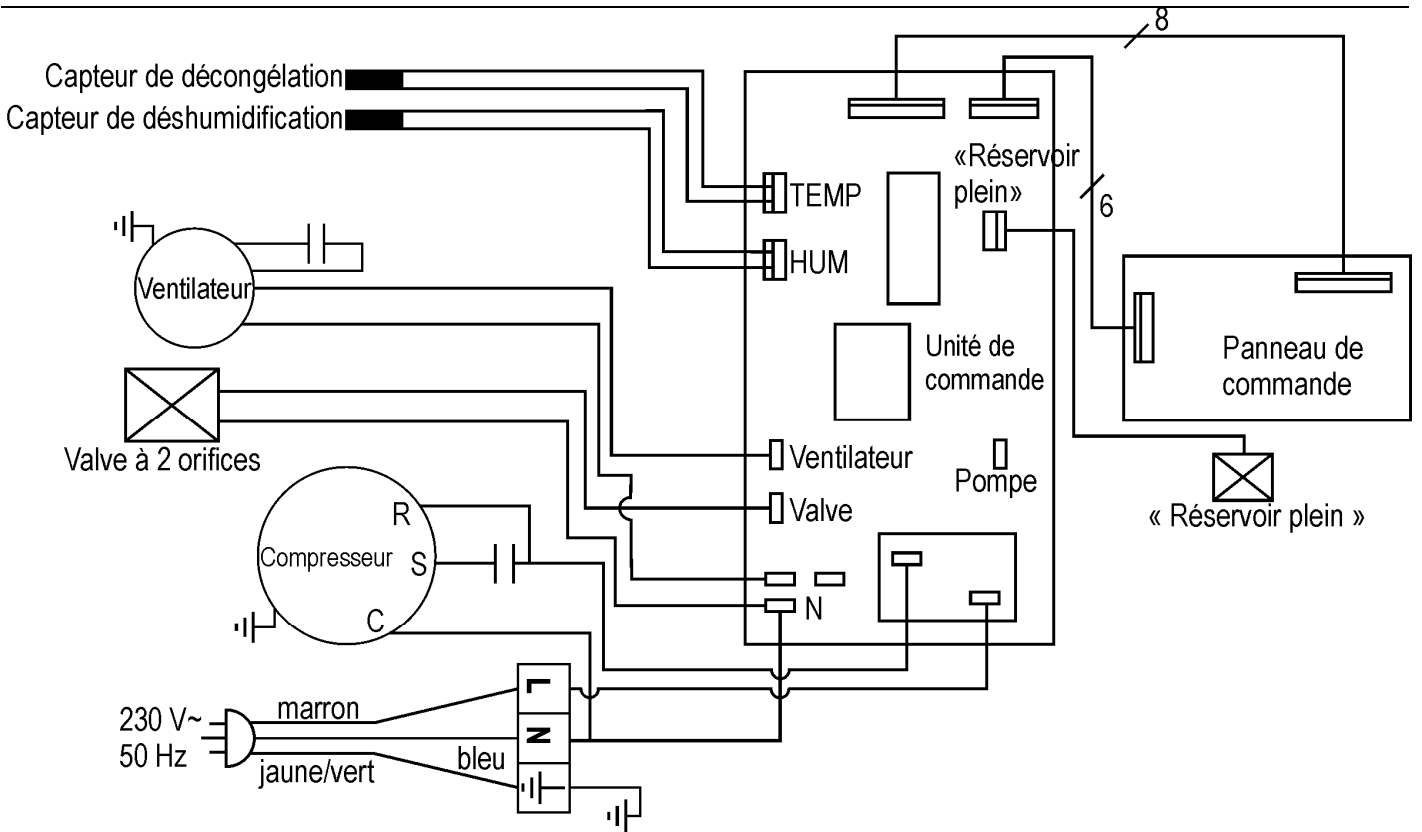 8
Capteur de décongélation
Capteur de déshumidification
«Réservoir
plein»
TEMP
6
HUM
Ventilateur
Unité de
commande
Panneau de
commande
Valve à 2 orifices
Ventilateur
Pompe
Valve
« Réservoir plein »
R
Compresseur
S
C
N
L
N
230 V~
50 Hz
marron
bleu
jaune/vert